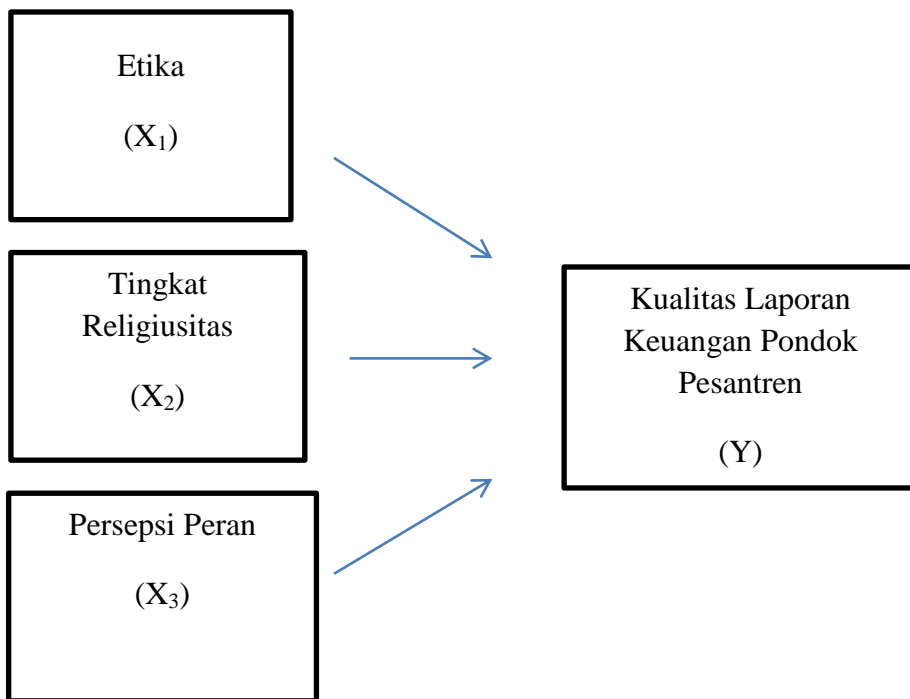 Etika
(X₁)
Tingkat
Religiusitas
(X₂)
Persepsi Peran
(X₃)
Kualitas Laporan
Keuangan Pondok
Pesantren
(Y)